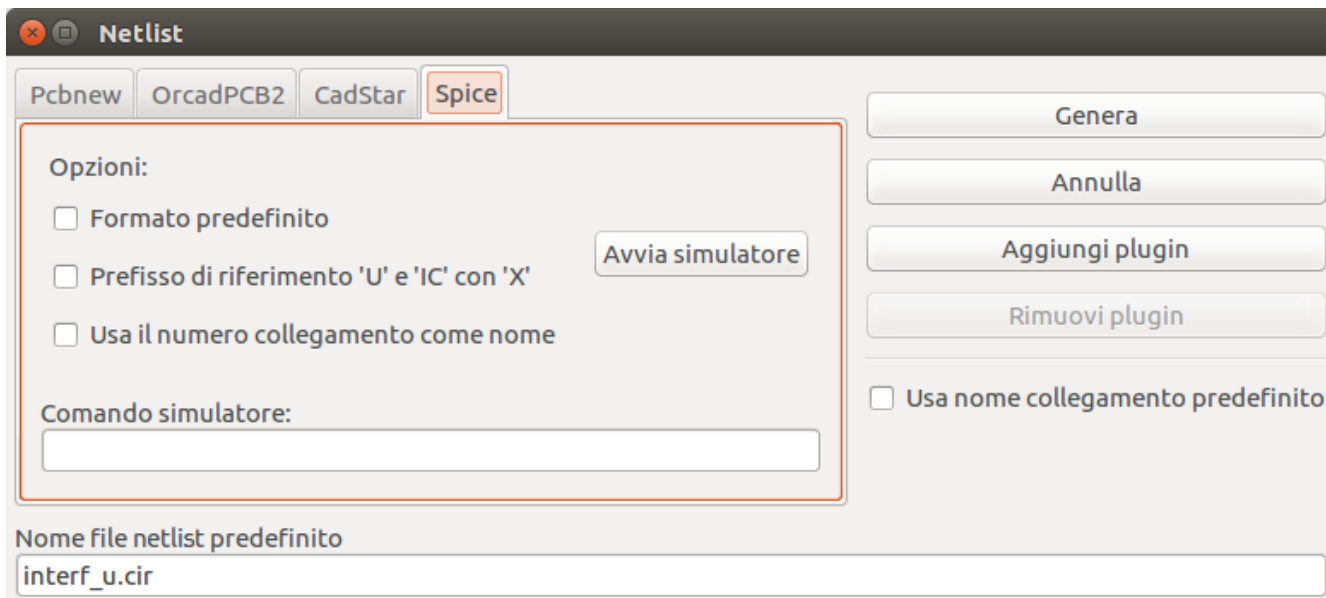 Netlist
Pcbnew OrcadPCB2 CadStar Spice
Opzioni:
Formato predefinito
Prefisso di riferimento 'U' e 'IC' con 'X'
Usa il numero collegamento come nome
Avvia simulatore
Comando simulatore:
Genera
Annulla
Aggiungi plugin
Rimuovi plugin
Usa nome collegamento predefinito
Nome file netlist predefinito
interf_u.cir